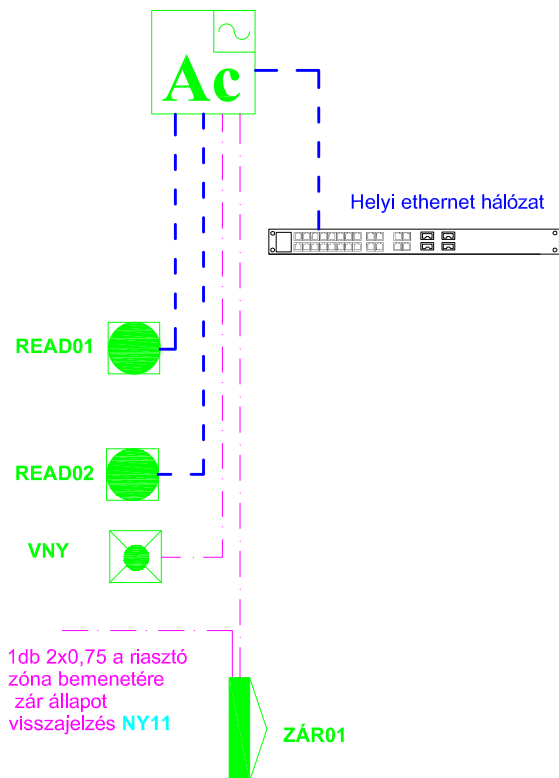 Ac
Helyi ethernet hálózat
READ01
READ02
VNY
1db 2x0,75 a riasztó
zóna bemenetére
zár állapot
visszajelzés NY11
ZÁR01